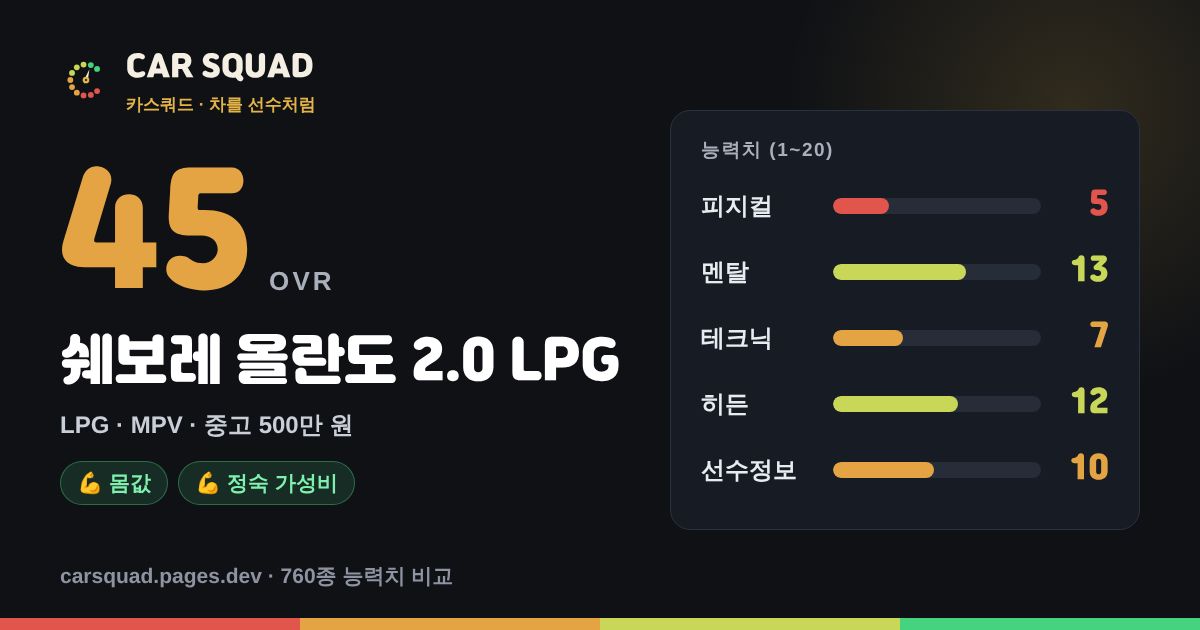 CAR SQUAD
카스쿼드 · 차를 선수처럼
45 OVR
쉐보레 올란도 2.0 LPG
LPG · MPV · 중고 500만 원
💪 몸값 💪 정숙 가성비
carsquad.pages.dev · 760종 능력치 비교
능력치 (1~20)
피지컬 5
멘탈 13
테크닉 7
히든 12
선수정보 10